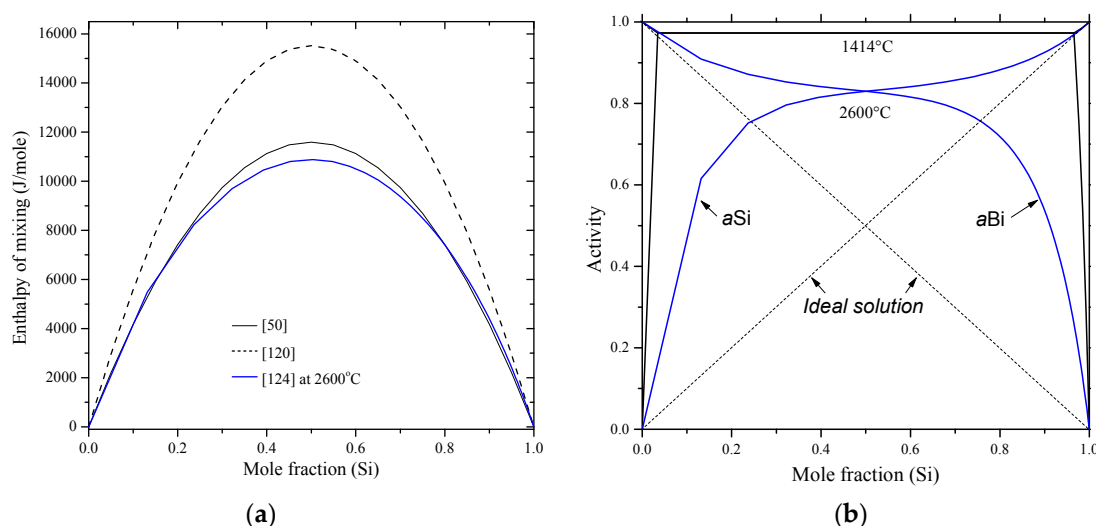 16000
14000
12000
10000
8000
6000
4000
2000
0
Enthalpy of mixing (J/mole)
[50]
[120]
[124] at 2600°C
0.0 0.2 0.4 0.6 0.8 1.0
Mole fraction (Si)
(a)
1.0
0.8
0.6
0.4
0.2
0.0
Activity
1414°C
2600°C
aSi
aBi
Ideal solution
0.0 0.2 0.4 0.6 0.8 1.0
Mole fraction (Si)
(b)